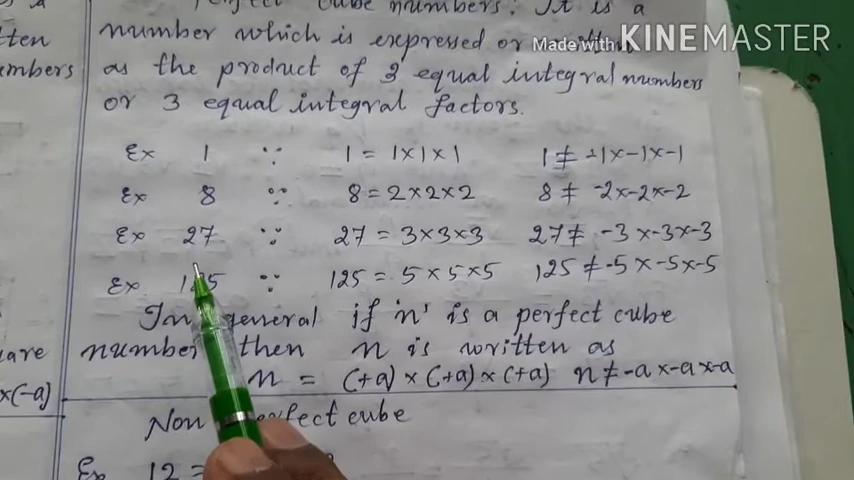 perfect cube numbers: It is a
tten number which is expressed or
Made with KINEMASTER
umbers as the product of 3 equal integral numbers
or 3 equal integral factors.
Ex 1 ∵ 1 = 1×1×1 1 ≠ -1×-1×-1
Ex 8 ∵ 8 = 2×2×2 8 ≠ -2×-2×-2
Ex 27 ∵ 27 = 3×3×3 27 ≠ -3×-3×-3
Ex 125 ∵ 125 = 5×5×5 125 ≠ -5×-5×-5
In general if 'n' is a perfect cube
are number then n is written as
×(-a) n = (+a)×(+a)×(+a) n ≠ -a×-a×-a
Non perfect cube
Ex 12 =